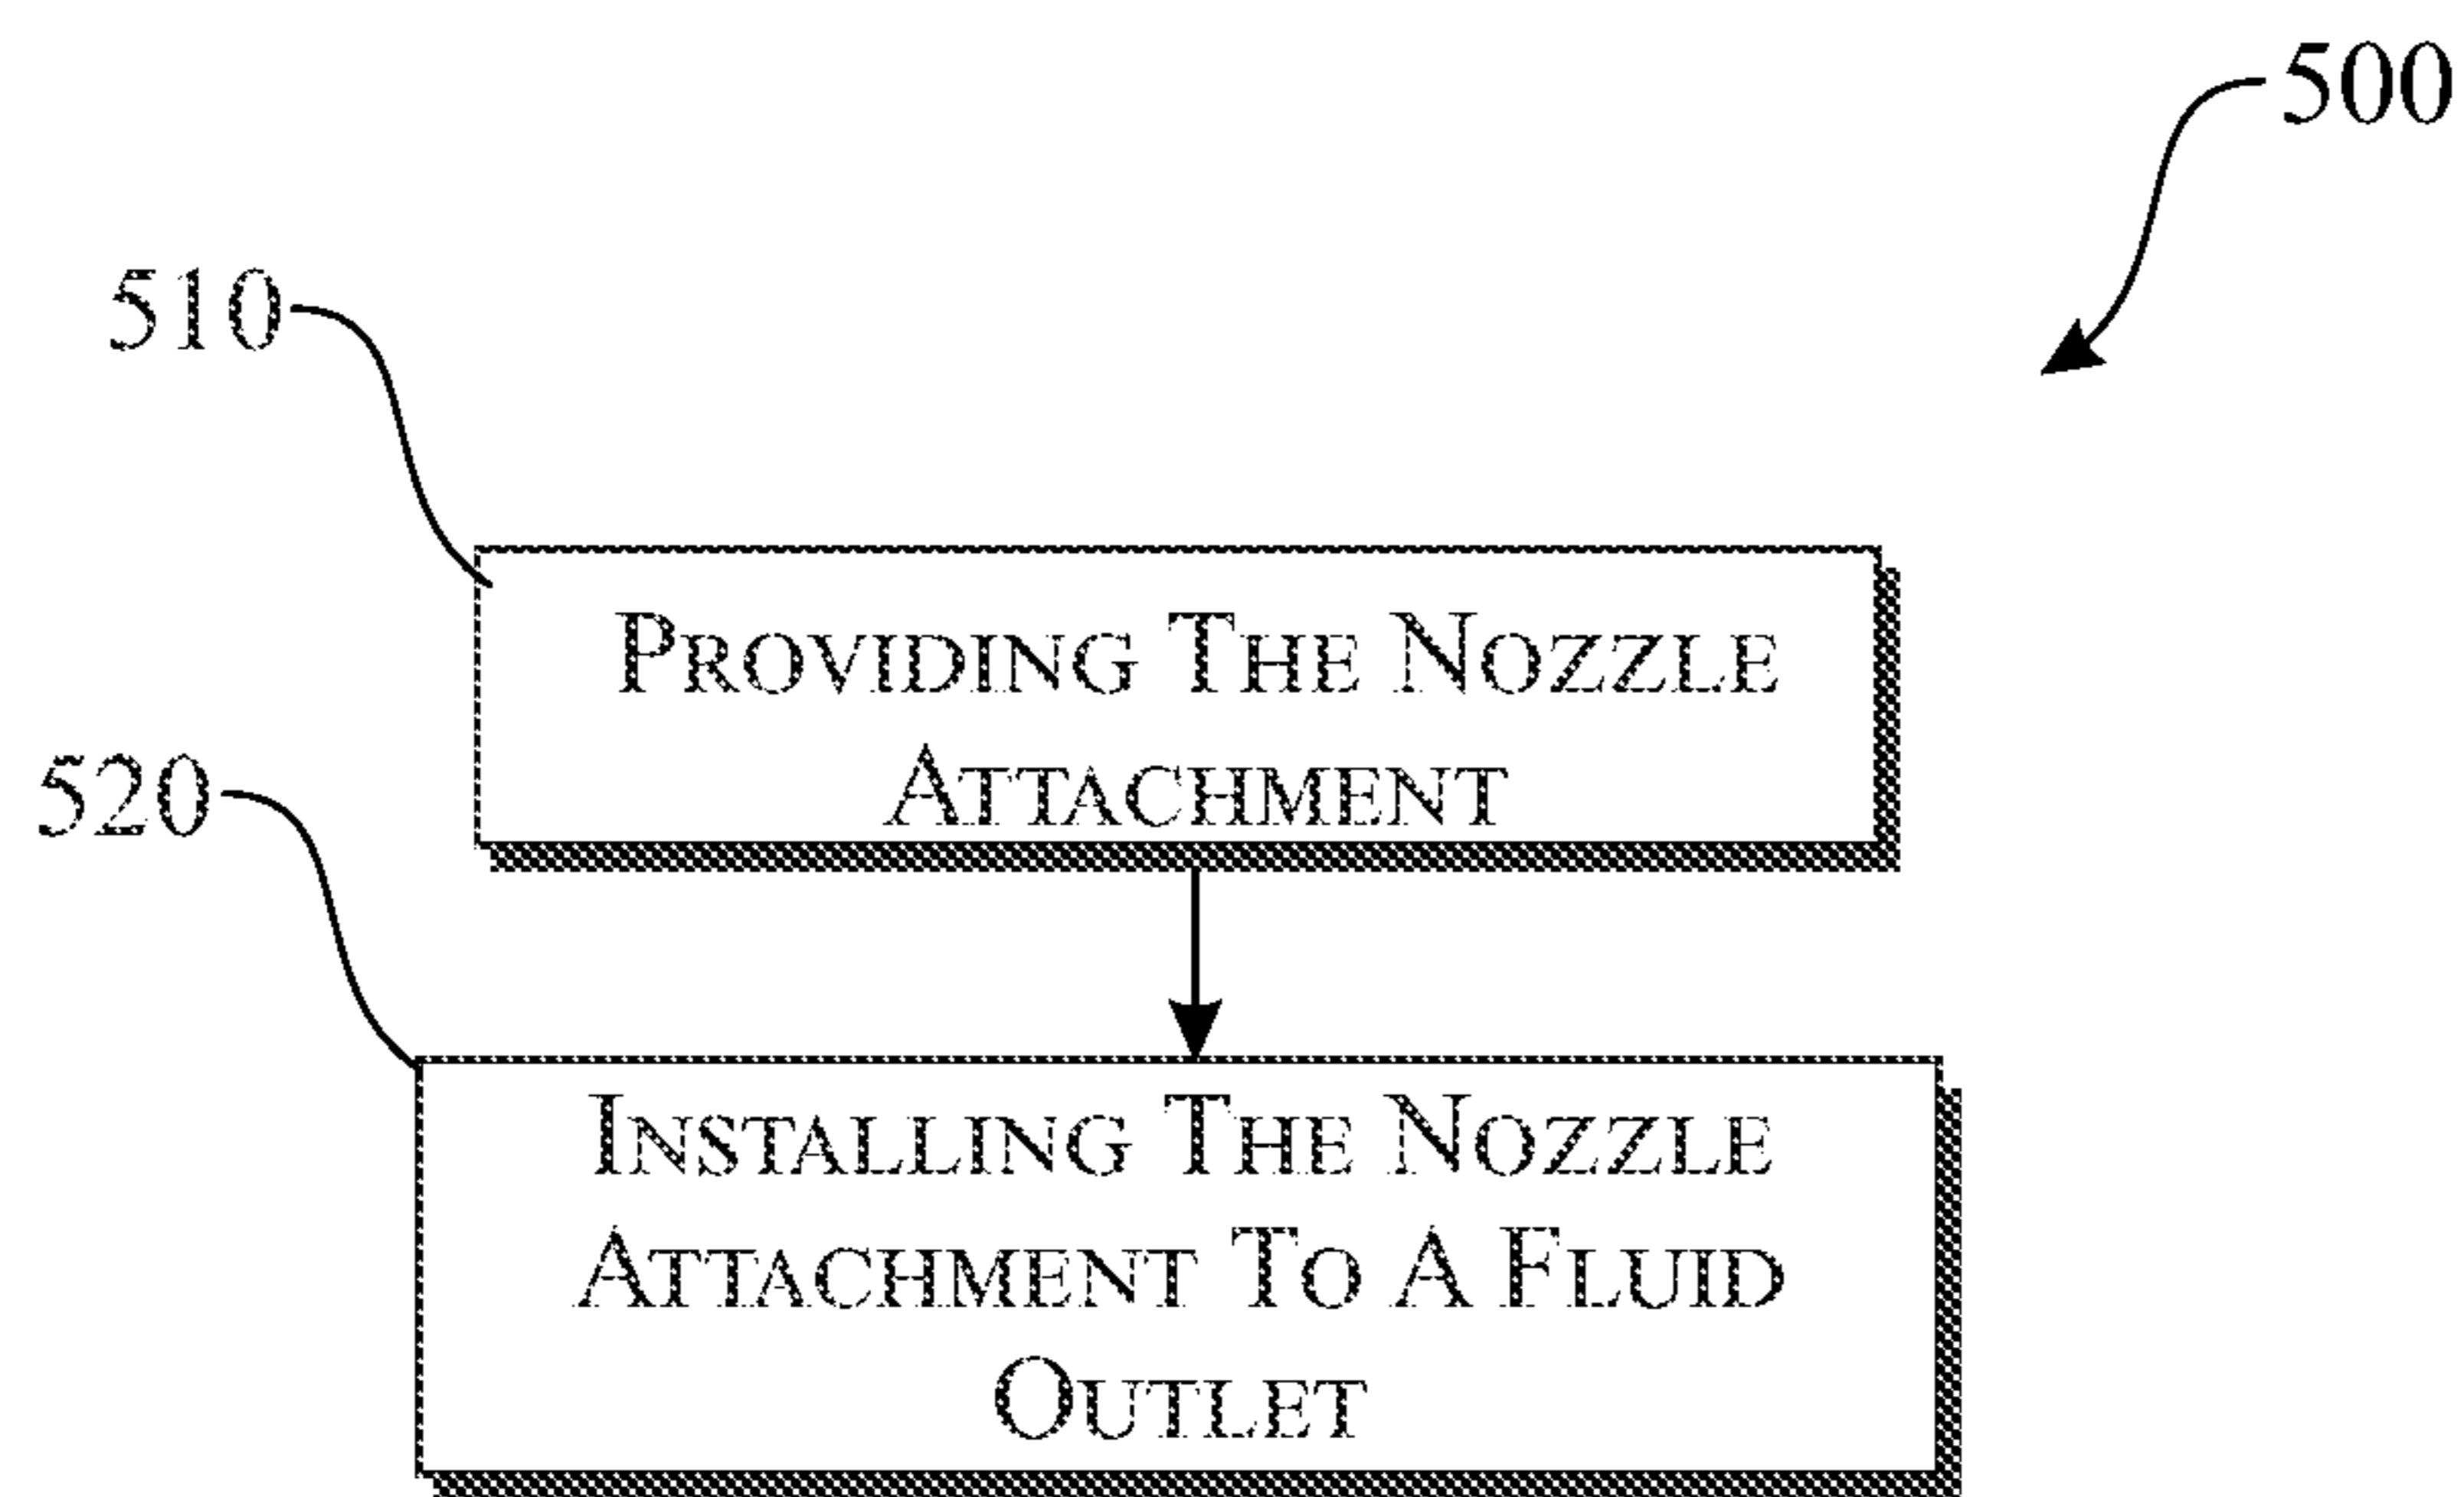 500
510
PROVIDING THE NOZZLE
ATTACHMENT
520
INSTALLING THE NOZZLE
ATTACHMENT TO A FLUID
OUTLET